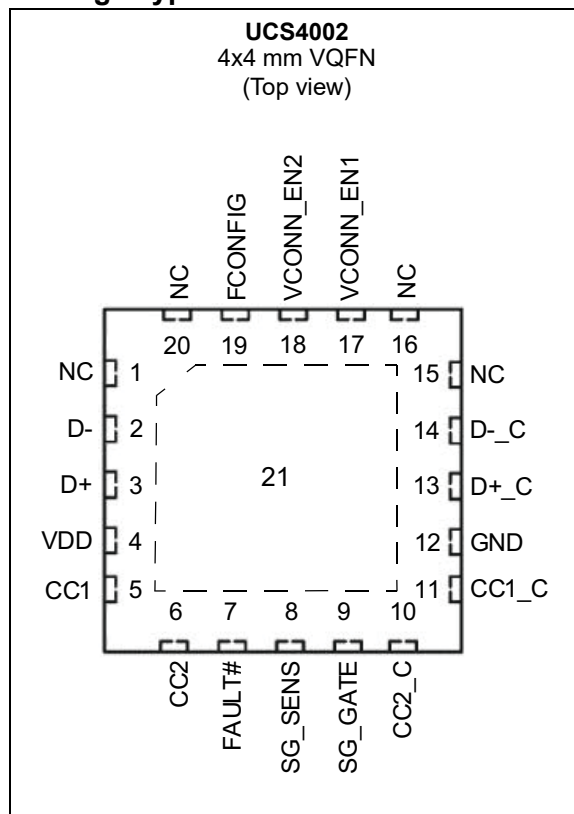 UCS4002
4x4 mm VQFN
(Top view)
NC
FCONFIG
VCONN_EN2
VCONN_EN1
NC
20 19 18 17 16
NC 1 15 NC
D- 2 14 D-_C
D+ 3 21 13 D+_C
VDD 4 12 GND
CC1 5 11 CC1_C
6 7 8 9 10
CC2
FAULT#
SG_SENS
SG_GATE
CC2_C